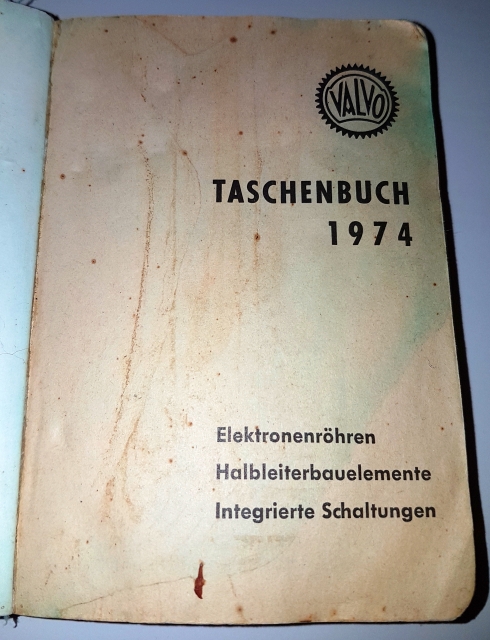 VALVO
TASCHENBUCH
1974
Elektronenröhren
Halbleiterbauelemente
Integrierte Schaltungen